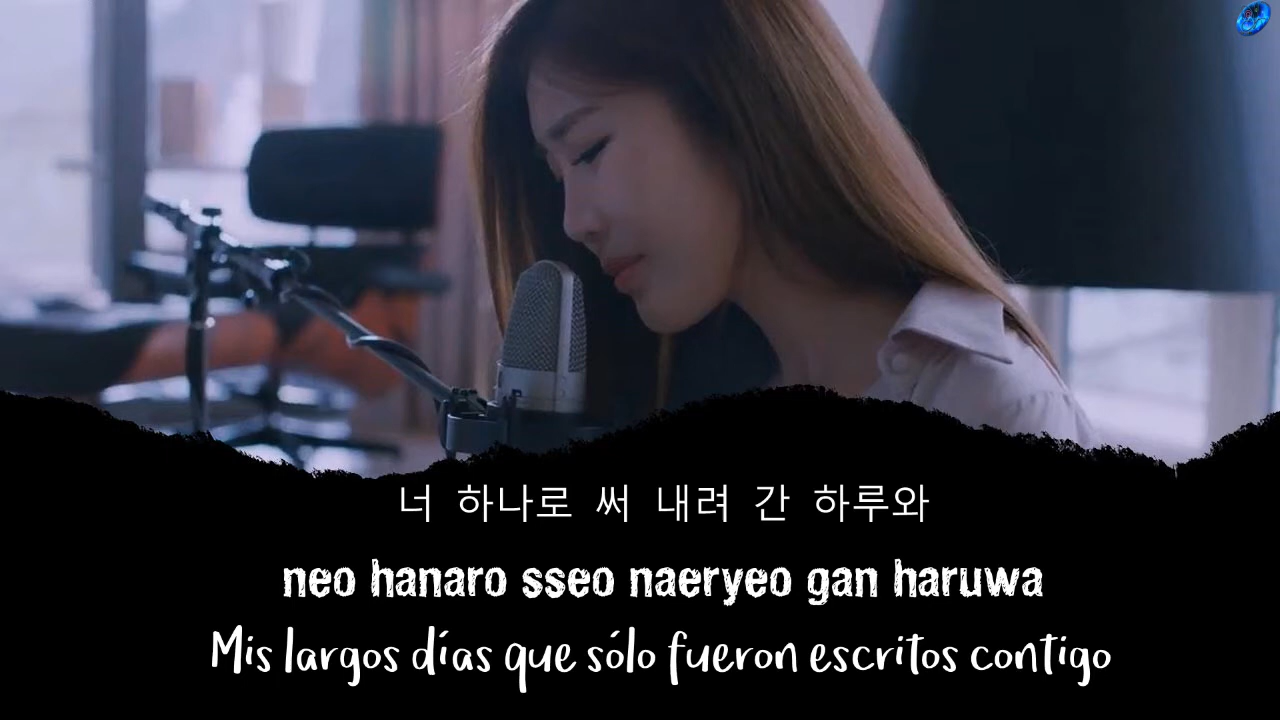 너 하나로 써 내려 간 하루와
neo hanaro sseo naeryeo gan haruwa
Mis largos días que sólo fueron escritos contigo